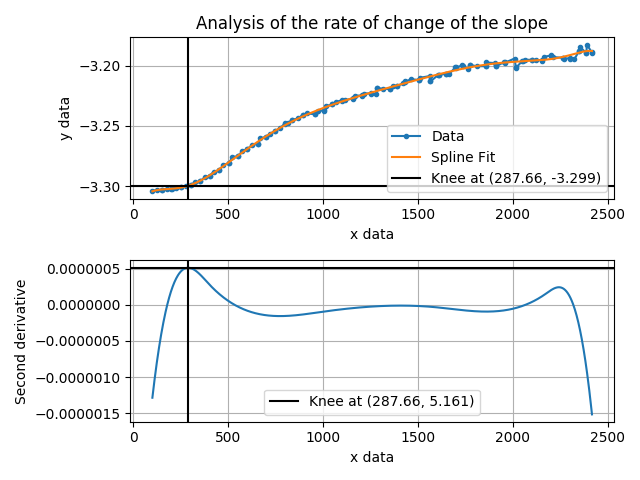 Analysis of the rate of change of the slope
−3.20
−3.25
−3.30
y data
Data
Spline Fit
Knee at (287.66, -3.299)
0 500 1000 1500 2000 2500
x data
0.0000005
0.0000000
−0.0000005
−0.0000010
−0.0000015
Second derivative
Knee at (287.66, 5.161)
0 500 1000 1500 2000 2500
x data